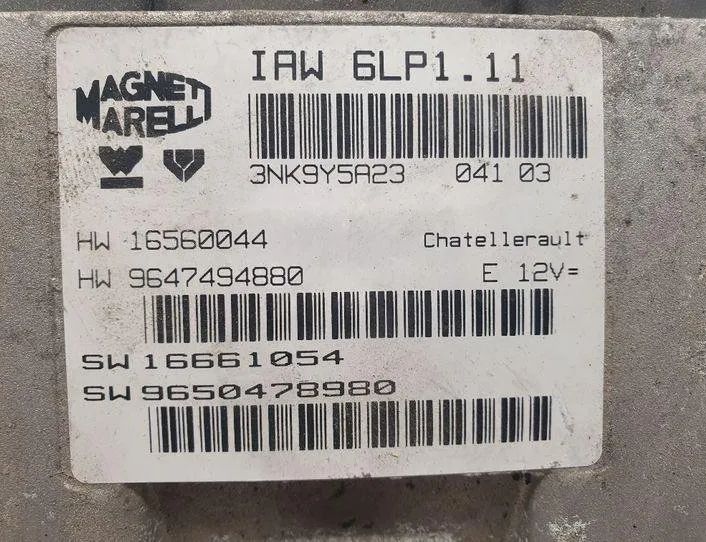 IAW 6LP1.11
MAGNETI
MARELLI
3NK9Y5A23 041 03
HW 16560044 Chatellerault
HW 9647494880 E 12V=
SW 16661054
SW 9650478980